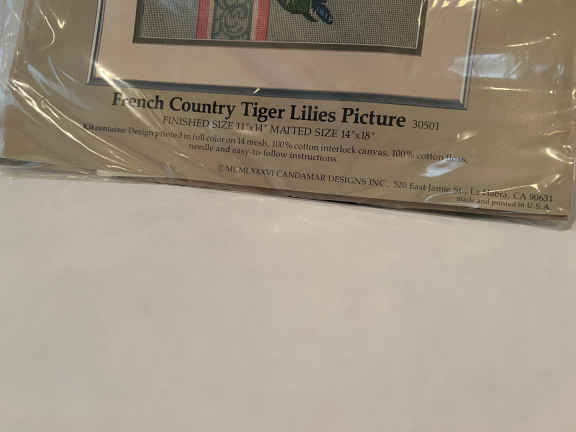 French Country Tiger Lilies Picture 30501
FINISHED SIZE 11"x14" MATTED SIZE 14"x18"
Kit contains: Design printed in full color on 14 mesh, 100% cotton interlock canvas, 100% cotton floss,
needle and easy-to-follow instructions.
©MCMLXXXVI CANDAMAR DESIGNS INC., 520 East Jamie St., La Habra, CA 90631
made and printed in U.S.A.